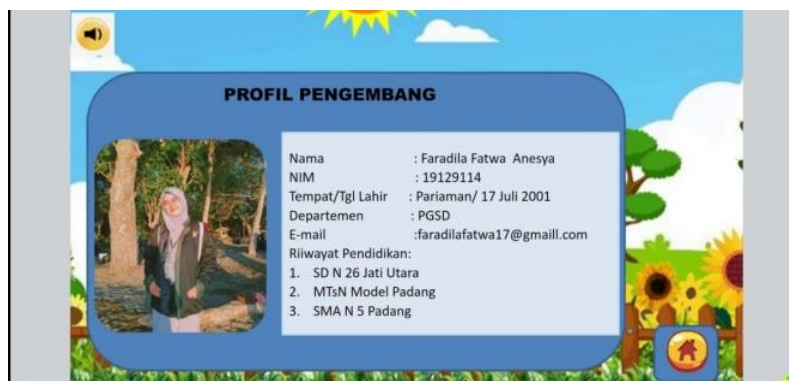 PROFIL PENGEMBANG
Nama : Faradila Fatwa Anesya
NIM : 19129114
Tempat/Tgl Lahir : Pariaman/ 17 Juli 2001
Departemen : PGSD
E-mail :faradilafatwa17@gmaill.com
Riiwayat Pendidikan:
1. SD N 26 Jati Utara
2. MTsN Model Padang
3. SMA N 5 Padang